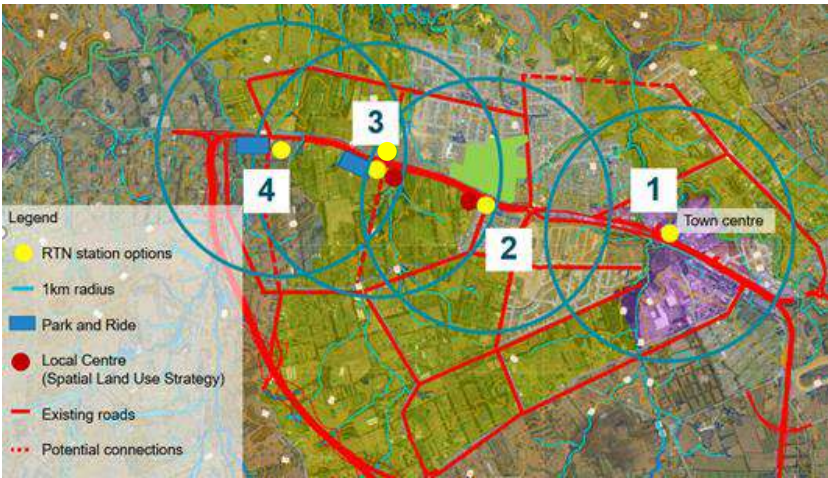 3
4
1
Town centre
2
Legend
RTN station options
1km radius
Park and Ride
Local Centre
(Spatial Land Use Strategy)
Existing roads
Potential connections